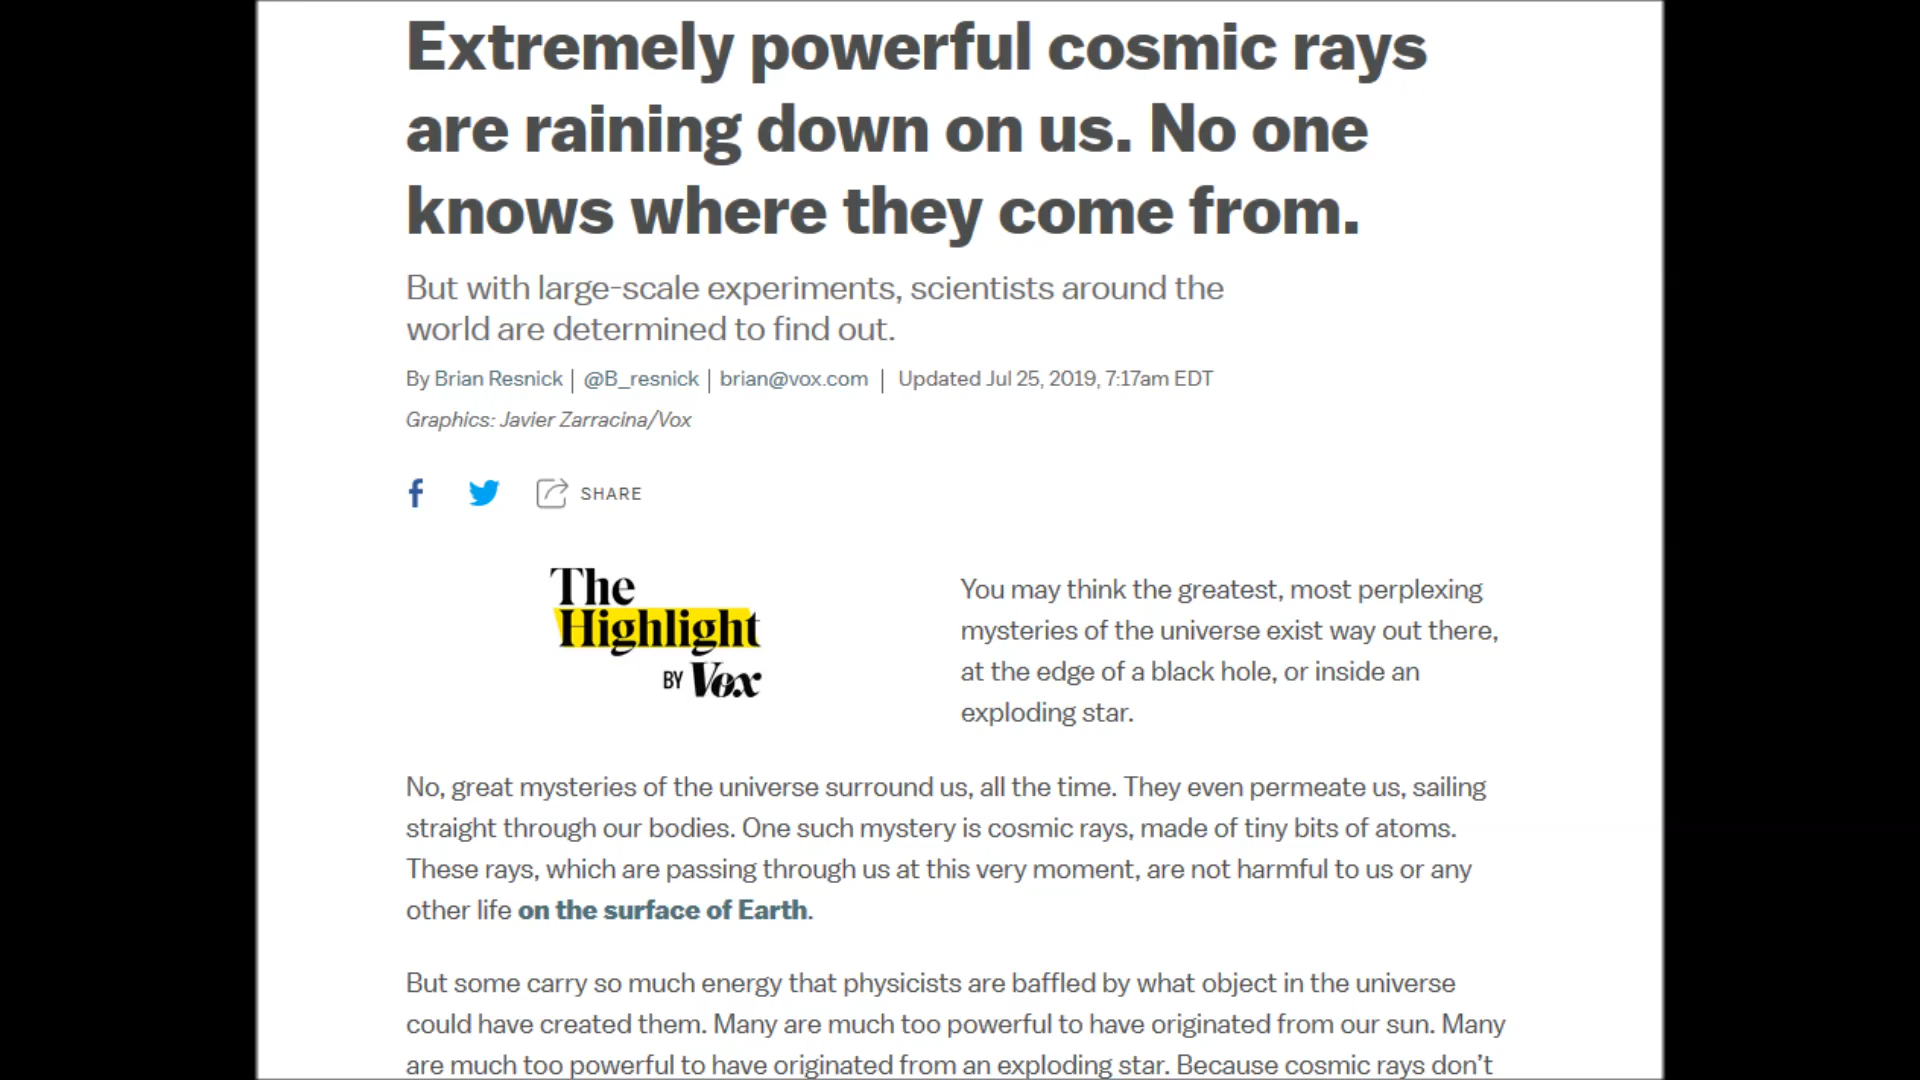 Extremely powerful cosmic rays
are raining down on us. No one
knows where they come from.
But with large-scale experiments, scientists around the
world are determined to find out.
By Brian Resnick | @B_resnick | brian@vox.com | Updated Jul 25, 2019, 7:17am EDT
Graphics: Javier Zarracina/Vox
SHARE
The
Highlight
BY Vox
You may think the greatest, most perplexing
mysteries of the universe exist way out there,
at the edge of a black hole, or inside an
exploding star.
No, great mysteries of the universe surround us, all the time. They even permeate us, sailing
straight through our bodies. One such mystery is cosmic rays, made of tiny bits of atoms.
These rays, which are passing through us at this very moment, are not harmful to us or any
other life on the surface of Earth.
But some carry so much energy that physicists are baffled by what object in the universe
could have created them. Many are much too powerful to have originated from our sun. Many
are much too powerful to have originated from an exploding star. Because cosmic rays don't